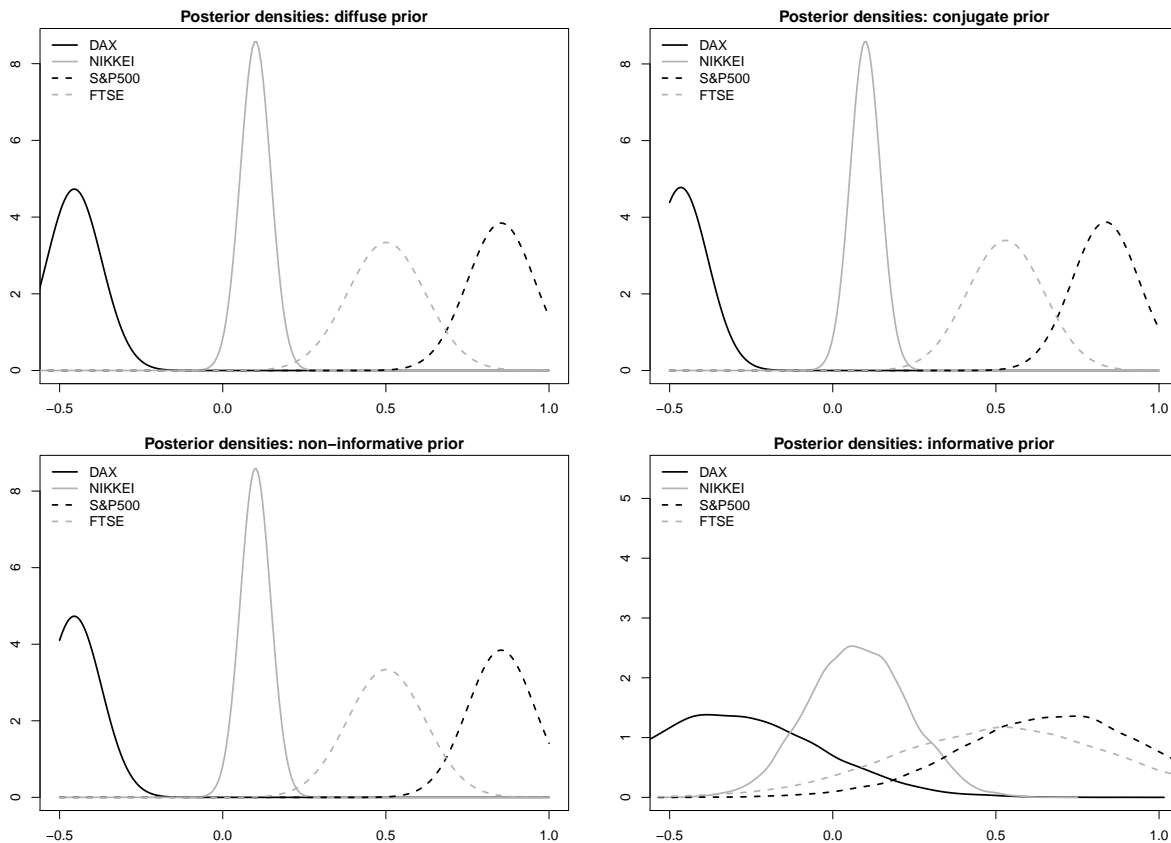 Posterior densities: diffuse prior
DAX
NIKKEI
S&P500
FTSE
8
6
4
2
0
−0.5 0.0 0.5 1.0
Posterior densities: conjugate prior
DAX
NIKKEI
S&P500
FTSE
8
6
4
2
0
−0.5 0.0 0.5 1.0
Posterior densities: non−informative prior
DAX
NIKKEI
S&P500
FTSE
8
6
4
2
0
−0.5 0.0 0.5 1.0
Posterior densities: informative prior
DAX
NIKKEI
S&P500
FTSE
5
4
3
2
1
0
−0.5 0.0 0.5 1.0